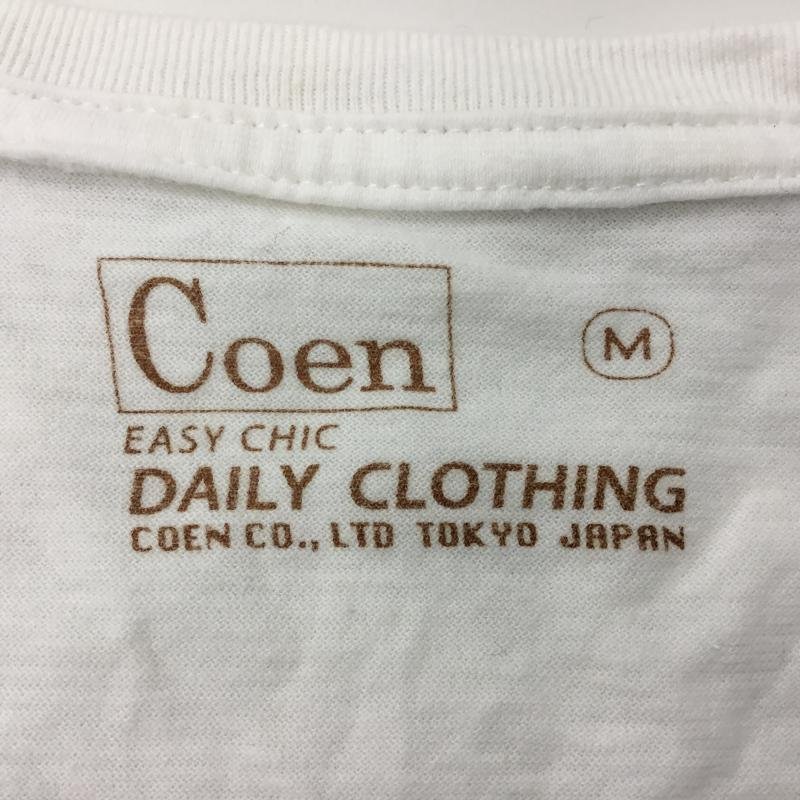 Coen
M
EASY CHIC
DAILY CLOTHING
COEN CO., LTD TOKYO JAPAN